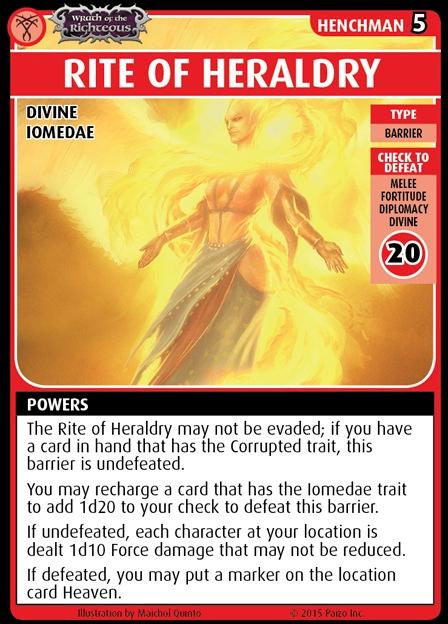 WRATH of the
RIGHTEOUS
HENCHMAN 5
RITE OF HERALDRY
DIVINE
IOMEDAE
TYPE
BARRIER
CHECK TO
DEFEAT
MELEE
FORTITUDE
DIPLOMACY
DIVINE
20
POWERS
The Rite of Heraldry may not be evaded; if you have
a card in hand that has the Corrupted trait, this
barrier is undefeated.
You may recharge a card that has the Iomedae trait
to add 1d20 to your check to defeat this barrier.
If undefeated, each character at your location is
dealt 1d10 Force damage that may not be reduced.
If defeated, you may put a marker on the location
card Heaven.
Illustration by Maichol Quinto
© 2015 Paizo Inc.